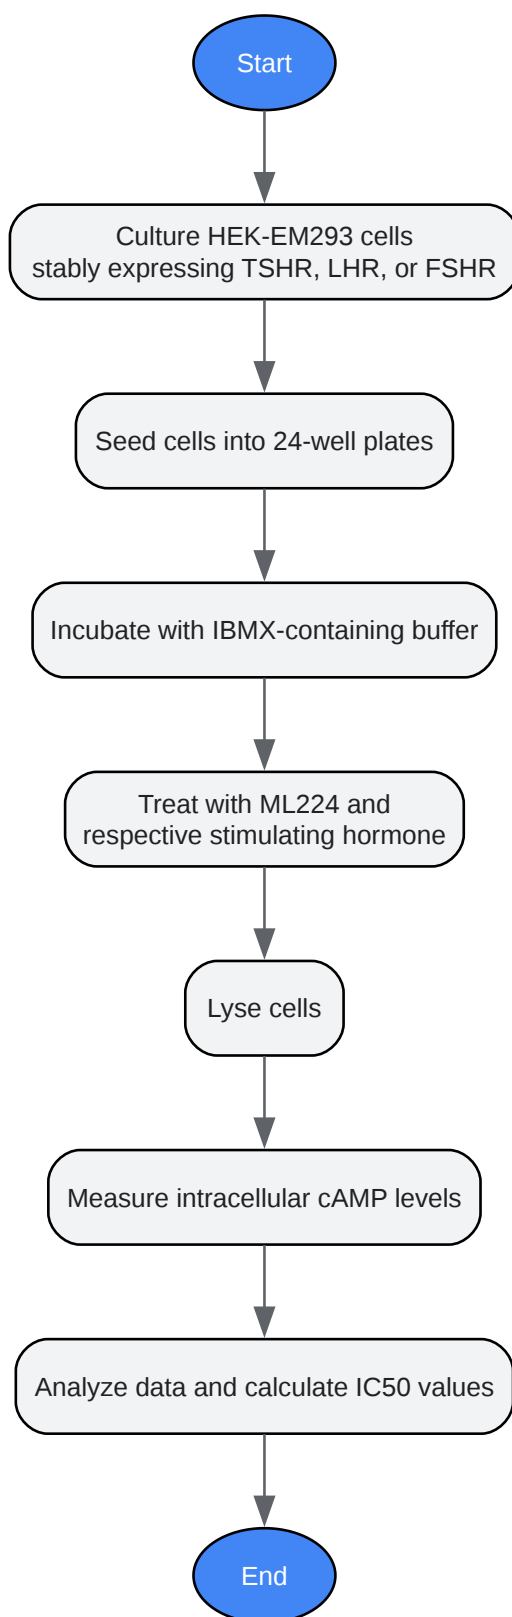 Start
Culture HEK-EM293 cells
stably expressing TSHR, LHR, or FSHR
Seed cells into 24-well plates
Incubate with IBMX-containing buffer
Treat with ML224 and
respective stimulating hormone
Lyse cells
Measure intracellular cAMP levels
Analyze data and calculate IC50 values
End